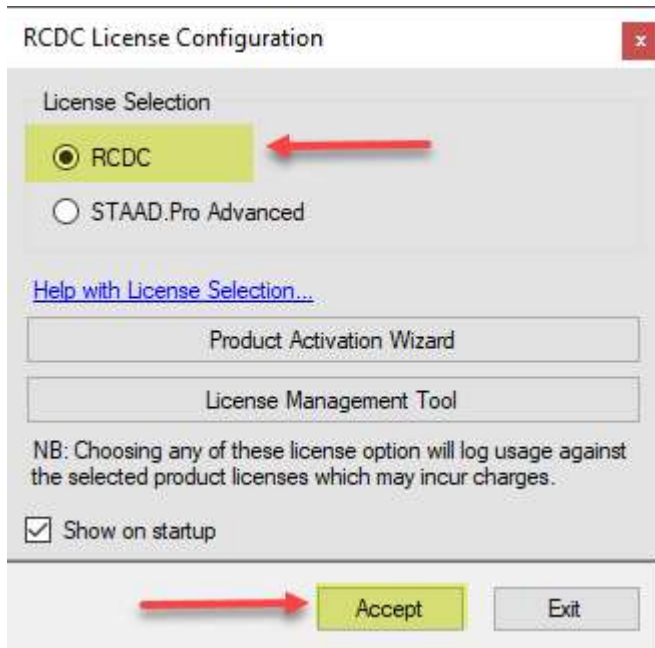 RCDC License Configuration
x
License Selection
RCDC
STAAD.Pro Advanced
Help with License Selection...
Product Activation Wizard
License Management Tool
NB: Choosing any of these license option will log usage against
the selected product licenses which may incur charges.
Show on startup
Accept
Exit